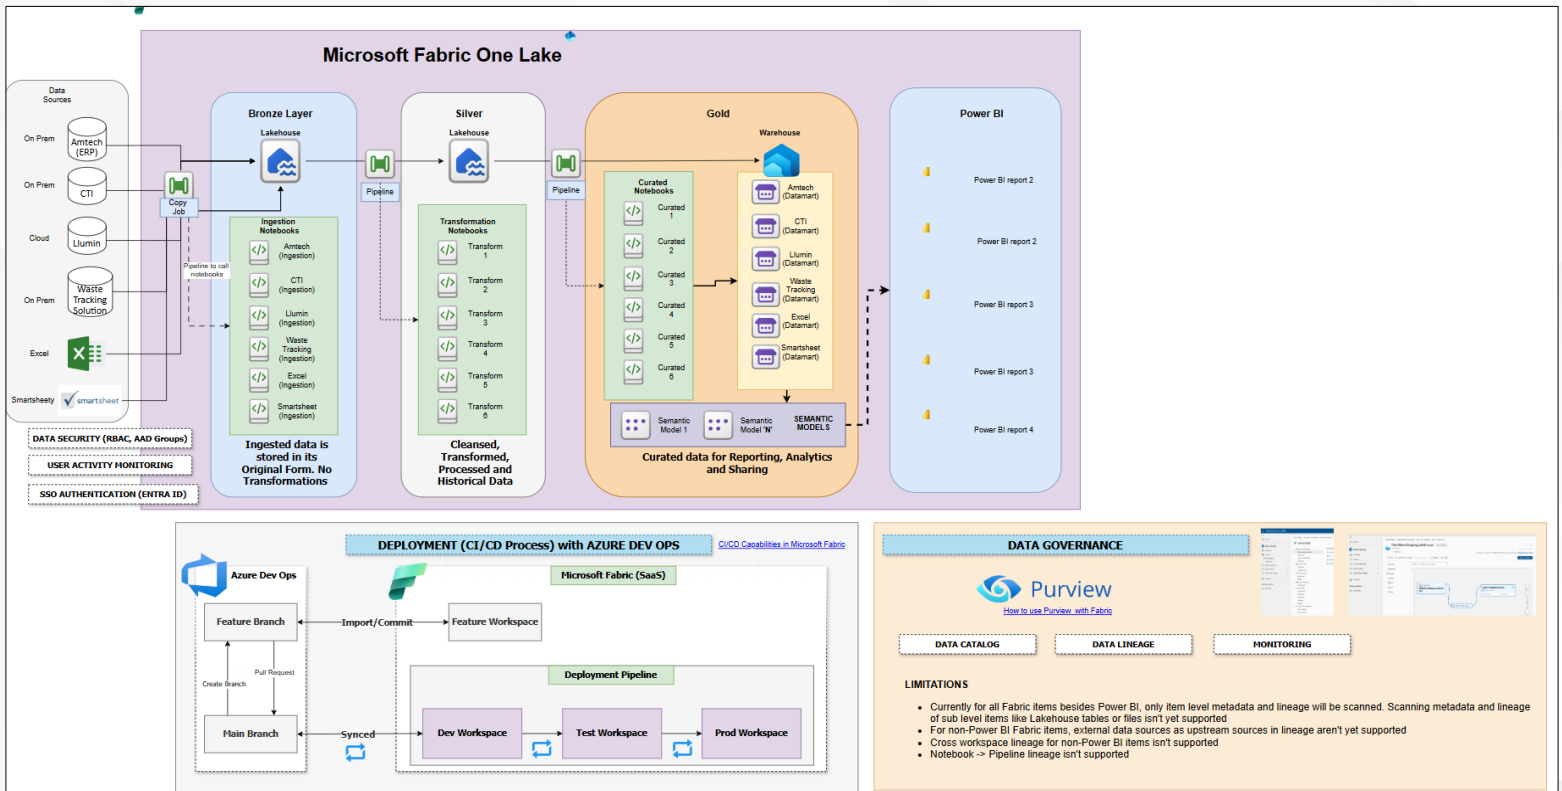 Microsoft Fabric One Lake
Data
Sources
On Prem
Amtech
(ERP)
On Prem
CTI
Cloud
Llumin
On Prem
Waste
Tracking
Solution
Excel
Smartsheety
smartsheet
DATA SECURITY (RBAC, AAD Groups)
USER ACTIVITY MONITORING
SSO AUTHENTICATION (ENTRA ID)
Copy
Job
Pipeline to call
notebooks
Bronze Layer
Lakehouse
Ingestion
Notebooks
Amtech
(Ingestion)
CTI
(Ingestion)
Llumin
(Ingestion)
Waste
Tracking
(Ingestion)
Excel
(Ingestion)
Smartsheet
(Ingestion)
Ingested data is
stored in its
Original Form. No
Transformations
Pipeline
Silver
Lakehouse
Transformation
Notebooks
Transform
1
Transform
2
Transform
3
Transform
4
Transform
5
Transform
6
Cleansed,
Transformed,
Processed and
Historical Data
Pipeline
Gold
Warehouse
Curated
Notebooks
Curated
1
Curated
2
Curated
3
Curated
4
Curated
5
Curated
6
Amtech
(Datamart)
CTI
(Datamart)
Llumin
(Datamart)
Waste
Tracking
(Datamart)
Excel
(Datamart)
Smartsheet
(Datamart)
Semantic
Model 1
Semantic
Model 'N'
SEMANTIC
MODELS
Curated data for Reporting, Analytics
and Sharing
Power BI
Power BI report 2
Power BI report 2
Power BI report 3
Power BI report 3
Power BI report 4
DEPLOYMENT (CI/CD Process) with AZURE DEV OPS
CI/CD Capabilities in Microsoft Fabric
Azure Dev Ops
Microsoft Fabric (SaaS)
Feature Branch
Import/Commit
Feature Workspace
Create Branch
Pull Request
Main Branch
Synced
Deployment Pipeline
Dev Workspace
Test Workspace
Prod Workspace
DATA GOVERNANCE
Purview
How to use Purview with Fabric
DATA CATALOG
DATA LINEAGE
MONITORING
LIMITATIONS
• Currently for all Fabric items besides Power BI, only item level metadata and lineage will be scanned. Scanning metadata and lineage
of sub level items like Lakehouse tables or files isn't yet supported
• For non-Power BI Fabric items, external data sources as upstream sources in lineage aren't yet supported
• Cross workspace lineage for non-Power BI items isn't supported
• Notebook -> Pipeline lineage isn't supported